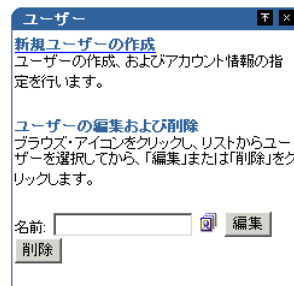 ユーザー
新規ユーザーの作成
ユーザーの作成、およびアカウント情報の指
定を行います。
ユーザーの編集および削除
ブラウズ・アイコンをクリックし、リストからユー
ザーを選択してから、「編集」または「削除」をク
リックします。
名前: 編集
削除